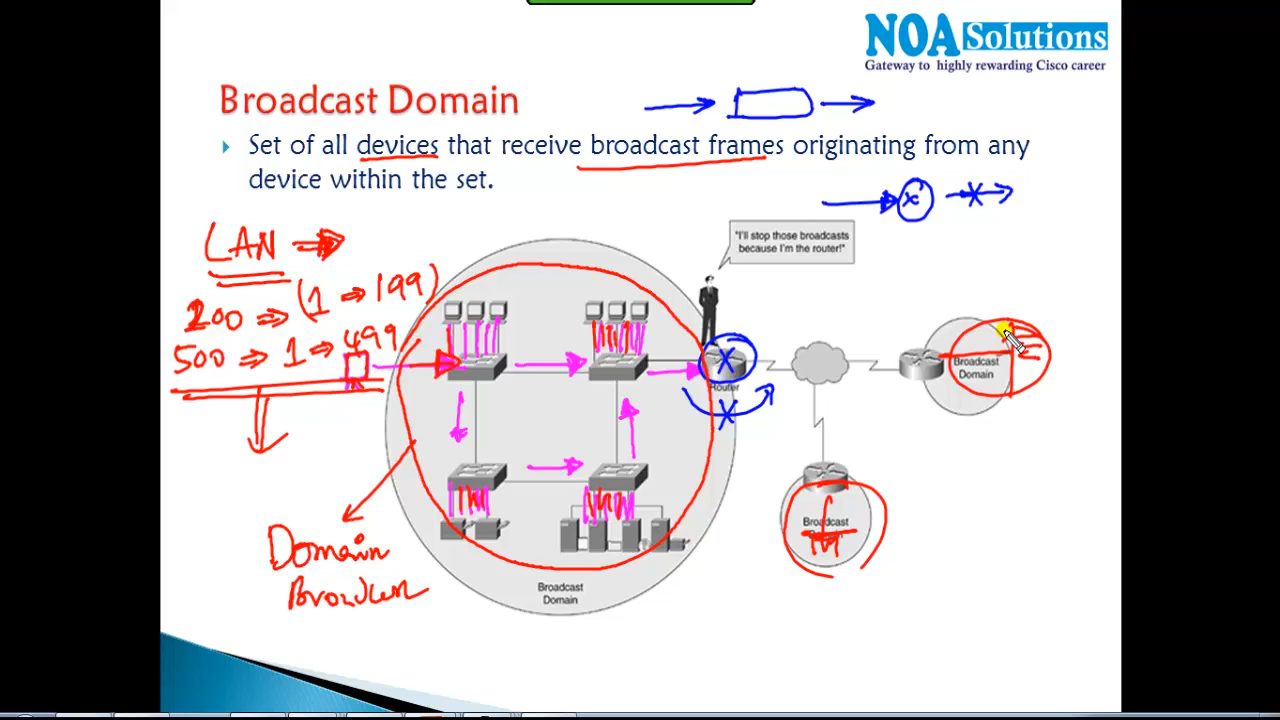 NOA Solutions
Gateway to highly rewarding Cisco career
Broadcast Domain
Set of all devices that receive broadcast frames originating from any
device within the set.
LAN
200 ⇒ (1 ⇒ 199)
500 ⇒ 1 ⇒ 499
"I'll stop those broadcasts
because I'm the router!"
Router
Broadcast
Domain
Broadcast
Domain
Broadcast
Domain